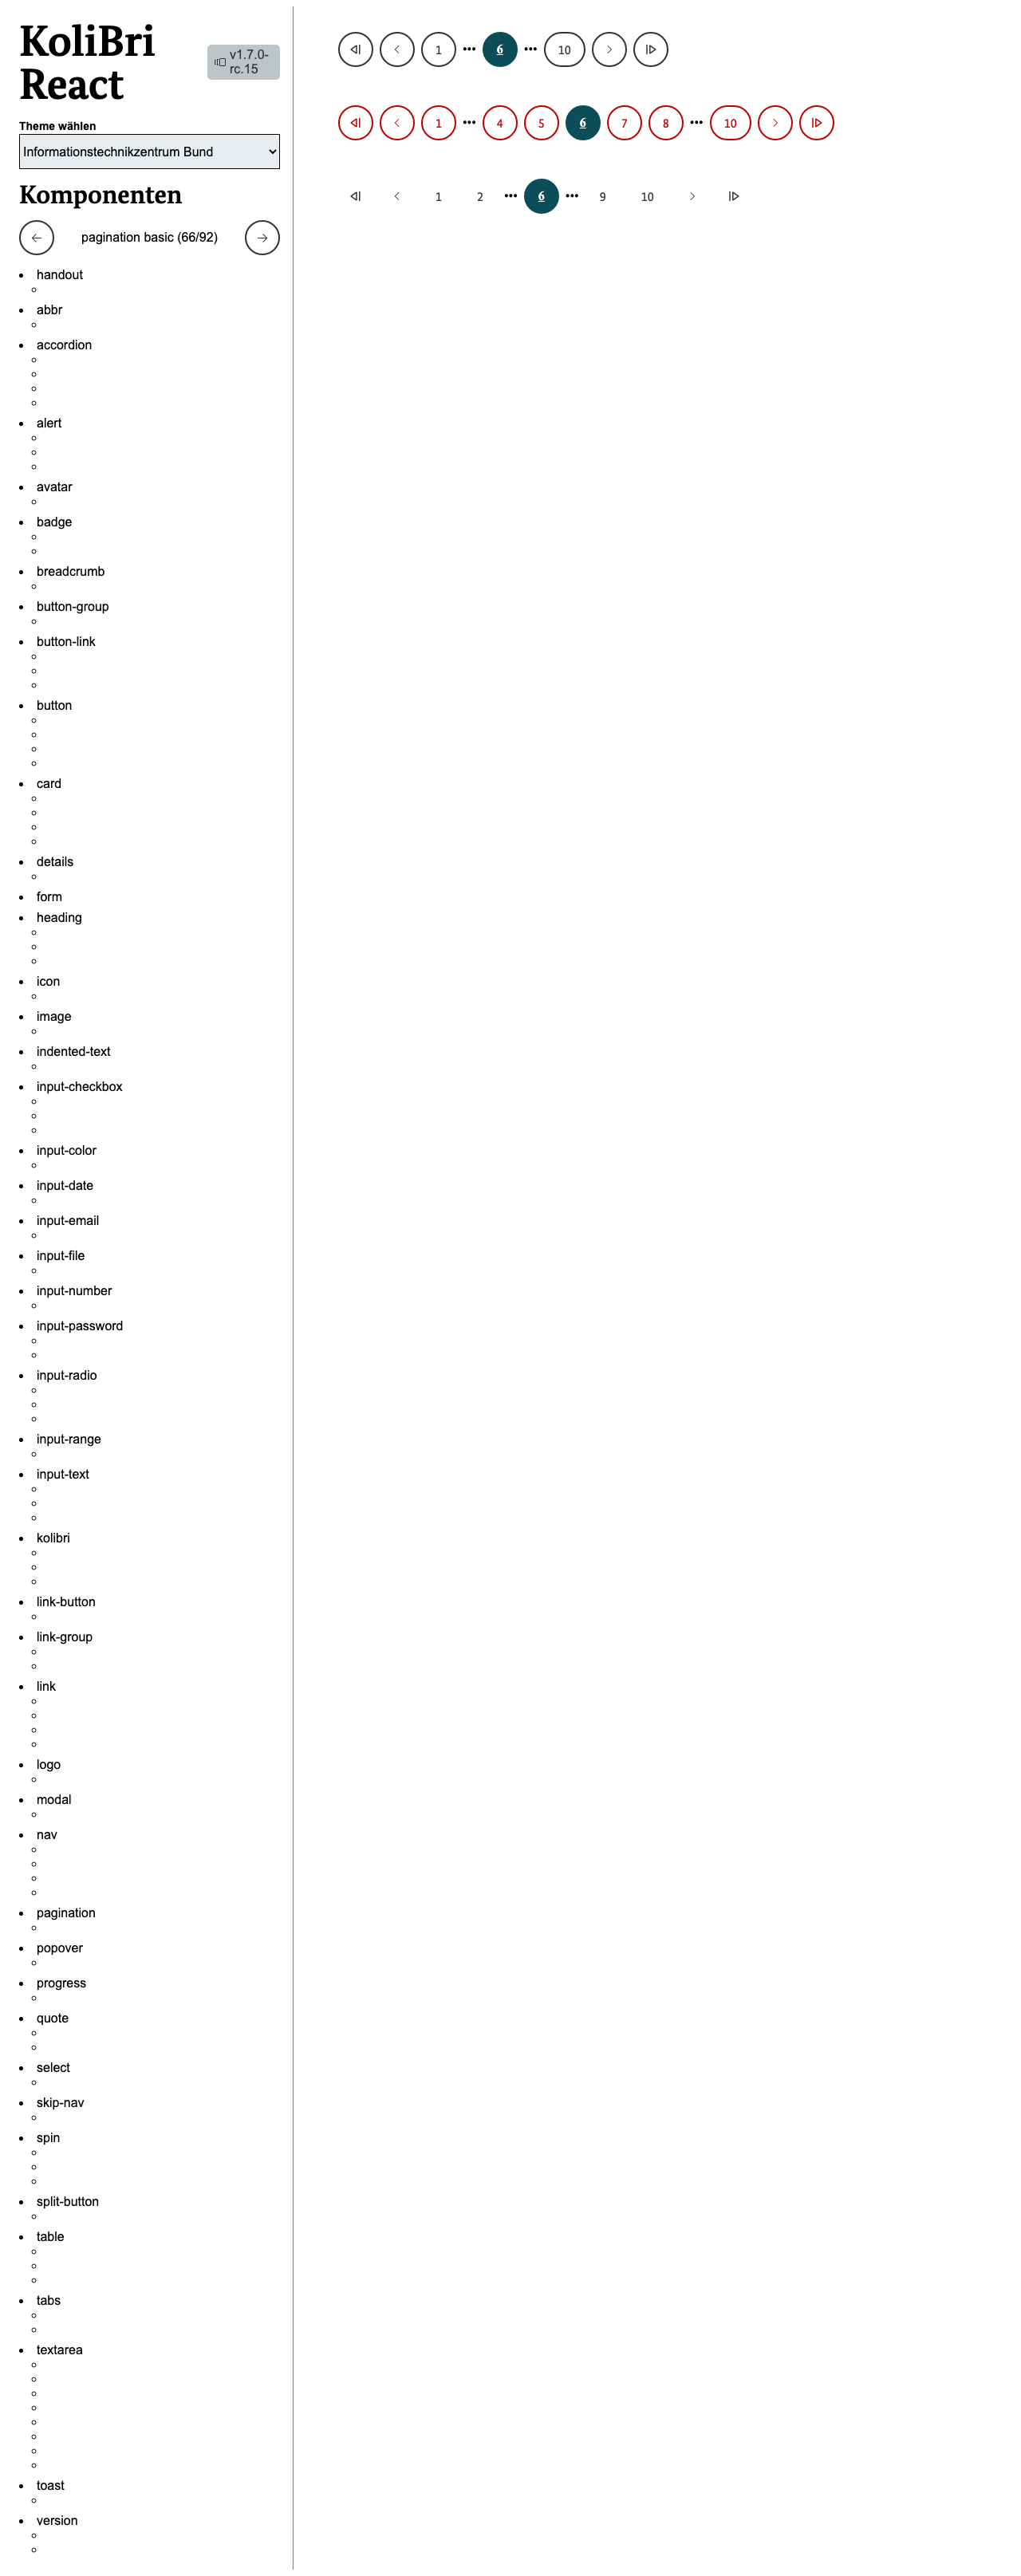 KoliBri
React
v1.7.0-
rc.15
Theme wählen
Informationstechnikzentrum Bund
Komponenten
pagination basic (66/92)
handout
abbr
accordion
alert
avatar
badge
breadcrumb
button-group
button-link
button
card
details
form
heading
icon
image
indented-text
input-checkbox
input-color
input-date
input-email
input-file
input-number
input-password
input-radio
input-range
input-text
kolibri
link-button
link-group
link
logo
modal
nav
pagination
popover
progress
quote
select
skip-nav
spin
split-button
table
tabs
textarea
toast
version
1 ••• 6 ••• 10
1 ••• 4 5 6 7 8 ••• 10
1 2 ••• 6 ••• 9 10